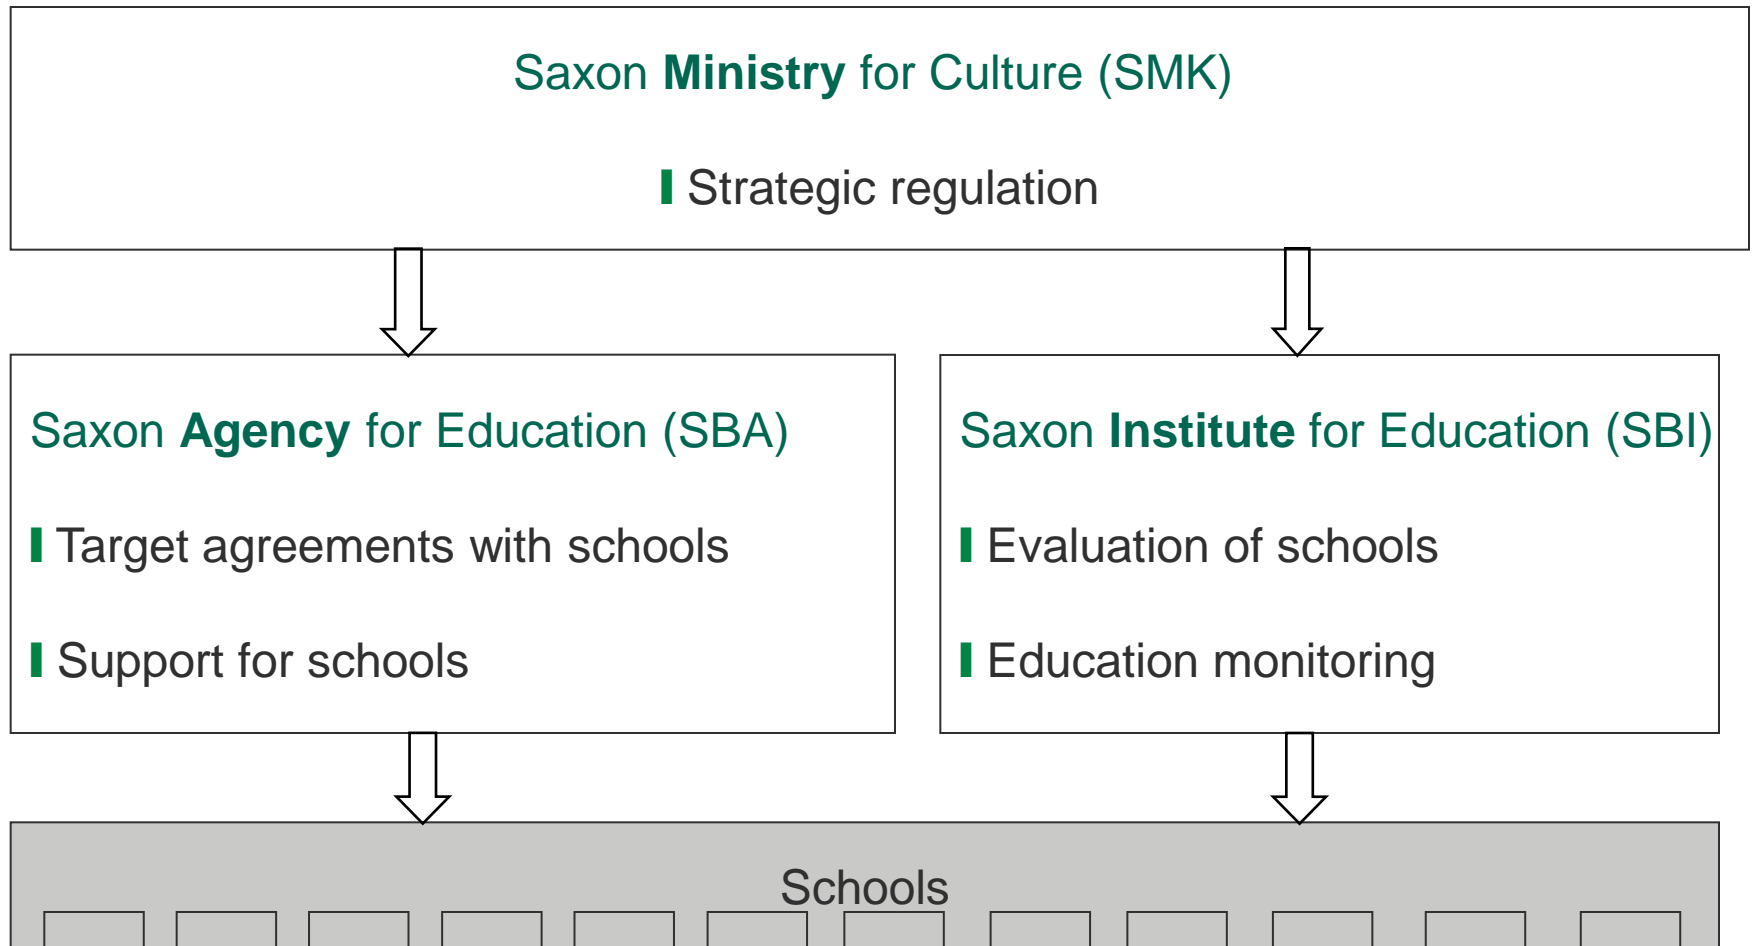 Saxon Ministry for Culture (SMK)
Strategic regulation
Saxon Agency for Education (SBA)
Target agreements with schools
Support for schools
Saxon Institute for Education (SBI)
Evaluation of schools
Education monitoring
Schools